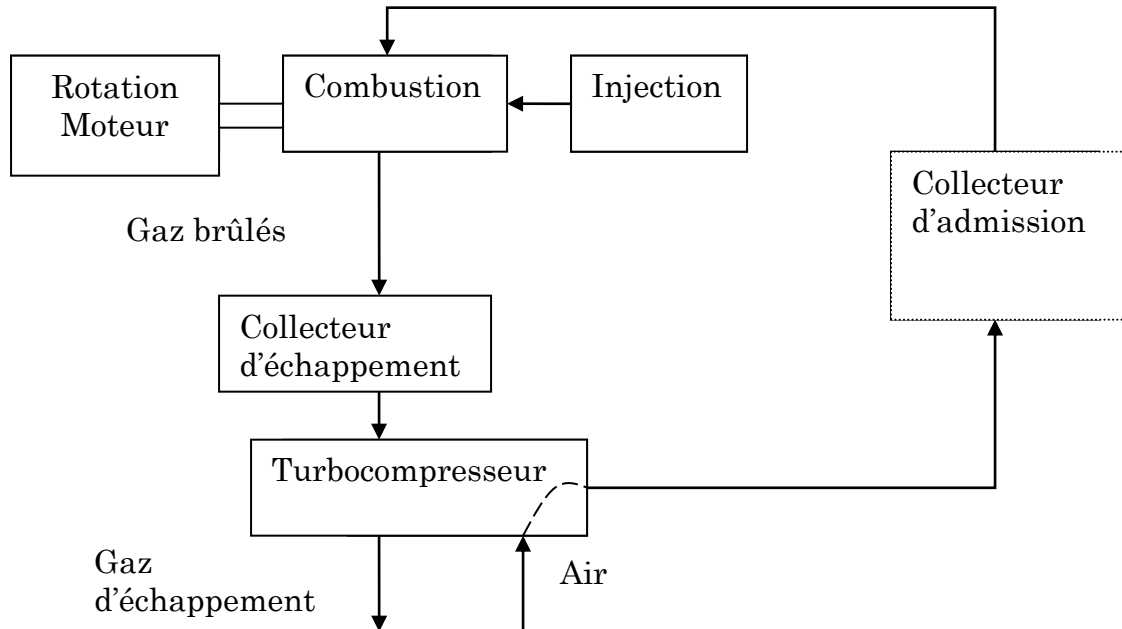 Rotation
Moteur
Combustion
Injection
Collecteur
d'admission
Gaz brûlés
Collecteur
d'échappement
Turbocompresseur
Gaz
d'échappement
Air